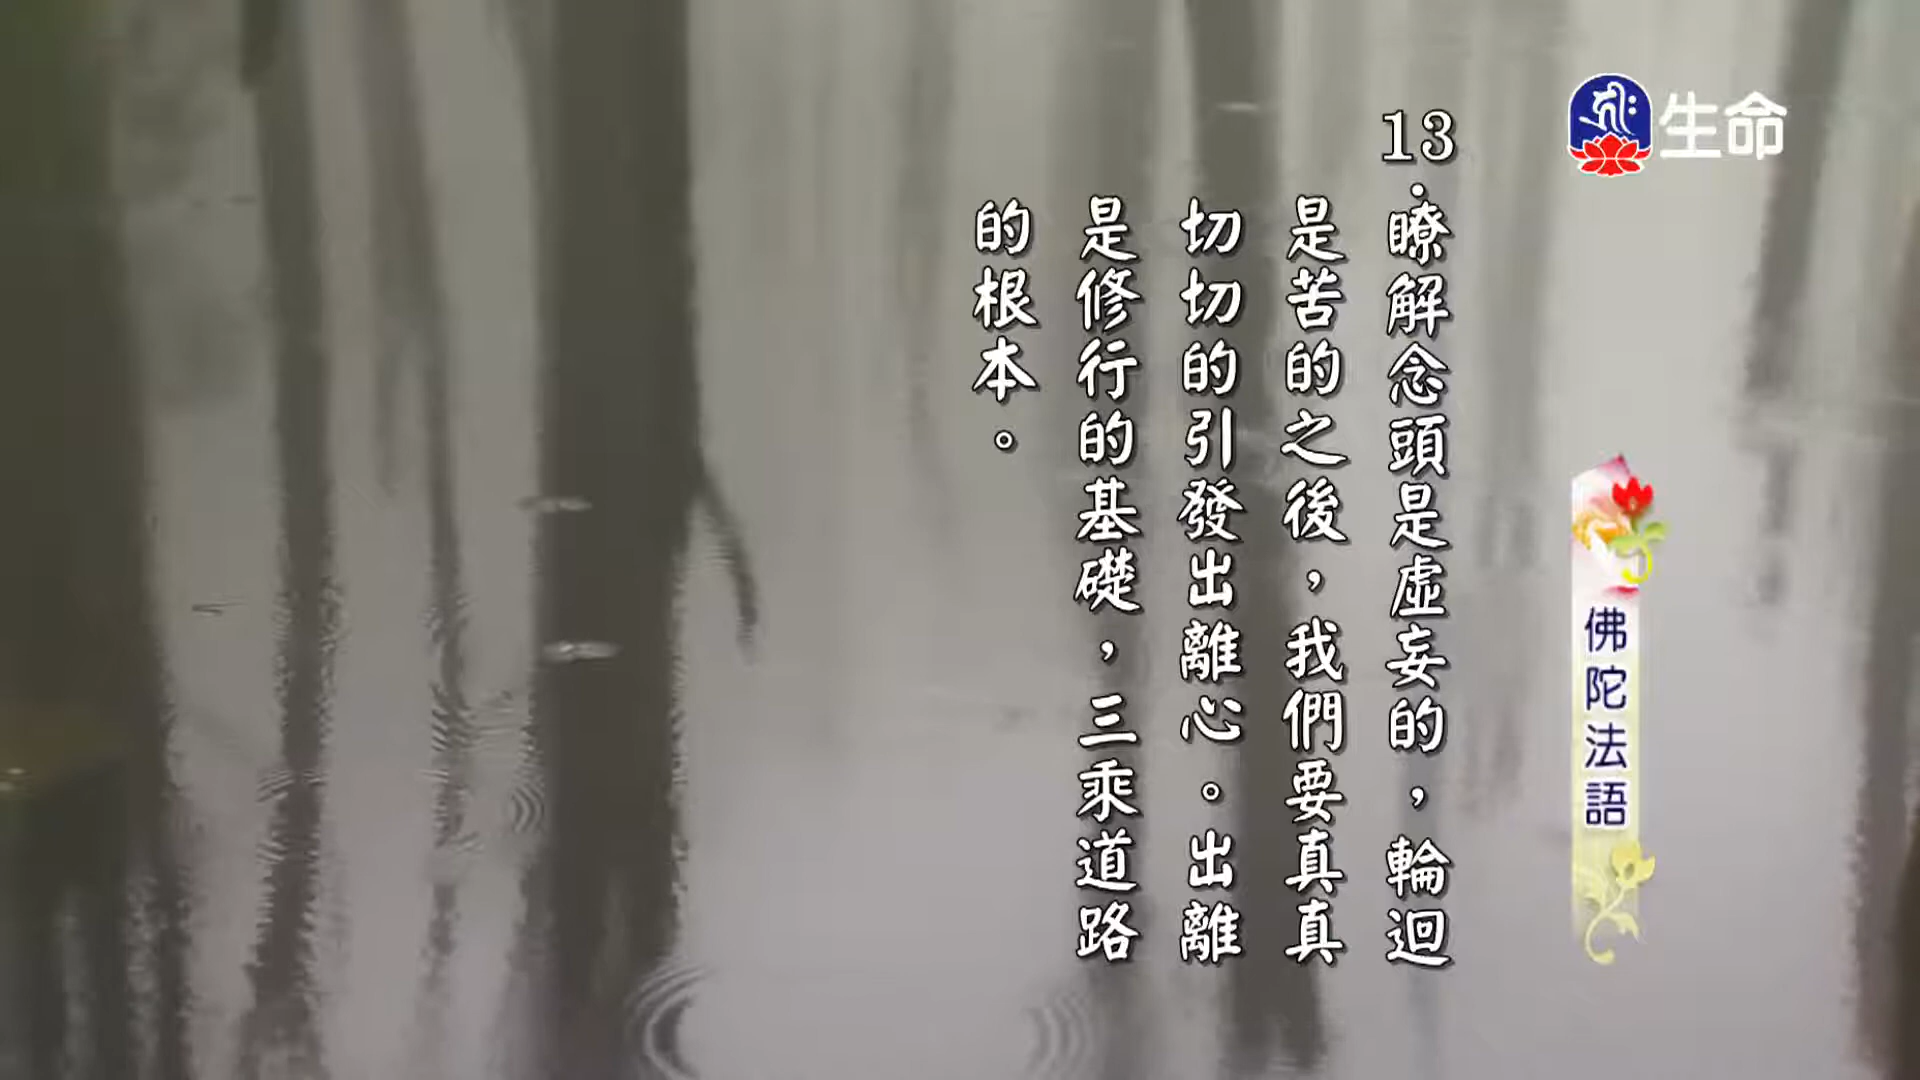 生命
佛陀法語
13.瞭解念頭是虛妄的，輪迴
是苦的之後，我們要真真
切切的引發出離心。出離
是修行的基礎，三乘道路
的根本。